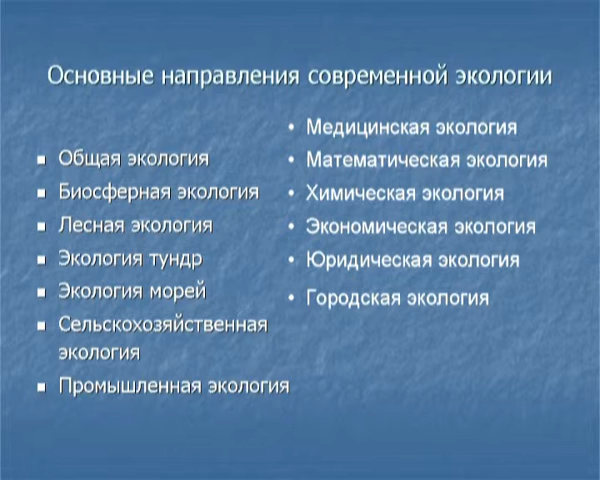 Основные направления современной экологии
▪ Общая экология
▪ Биосферная экология
▪ Лесная экология
▪ Экология тундр
▪ Экология морей
▪ Сельскохозяйственная
экология
▪ Промышленная экология
• Медицинская экология
• Математическая экология
• Химическая экология
• Экономическая экология
• Юридическая экология
• Городская экология